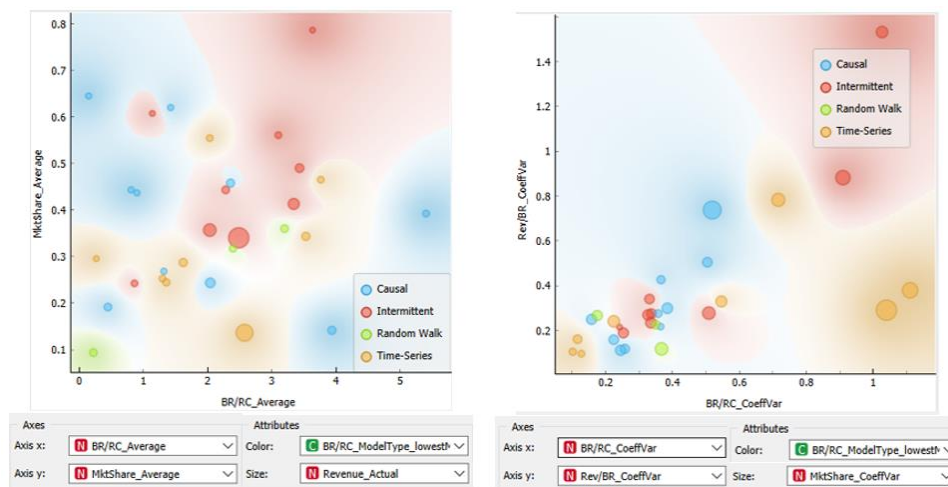 0.8
0.7
0.6
0.5
0.4
0.3
0.2
0.1
MktShare_Average
0 1 2 3 4 5
BR/RC_Average
Causal
Intermittent
Random Walk
Time-Series
1.4
1.2
1
0.8
0.6
0.4
0.2
Rev/BR_CoeffVar
0.2 0.4 0.6 0.8 1
BR/RC_CoeffVar
Causal
Intermittent
Random Walk
Time-Series
Axes Attributes
Axis x: N BR/RC_Average Color: C BR/RC_ModelType_lowest
Axis y: N MktShare_Average Size: N Revenue_Actual
Axes Attributes
Axis x: N BR/RC_CoeffVar Color: C BR/RC_ModelType_lowest
Axis y: N Rev/BR_CoeffVar Size: N MktShare_CoeffVar